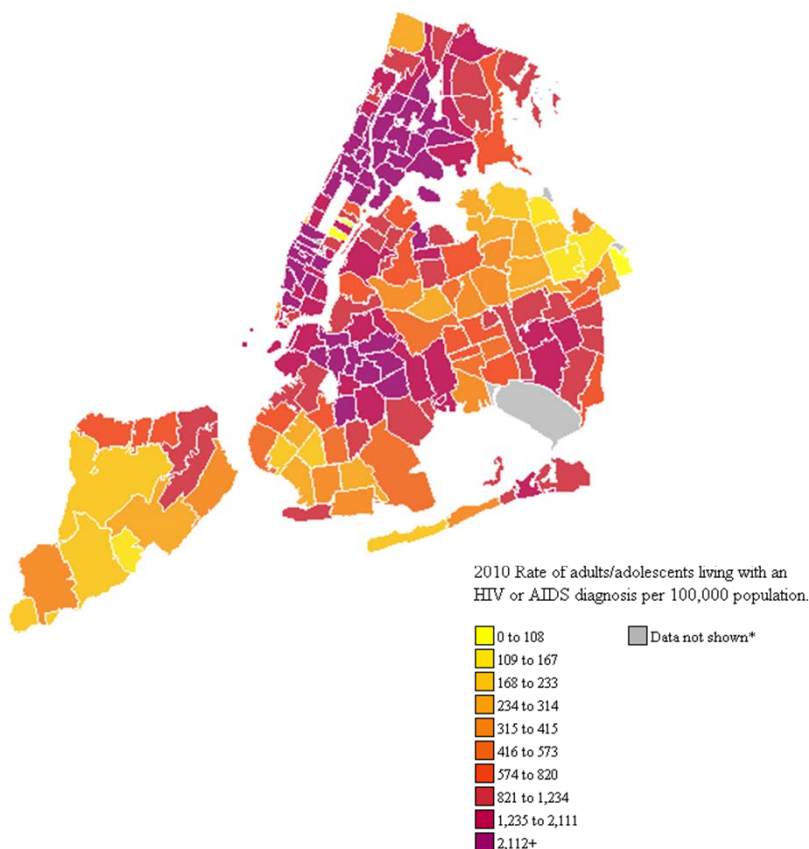 2010 Rate of adults/adolescents living with an
HIV or AIDS diagnosis per 100,000 population.
0 to 108
Data not shown*
109 to 167
168 to 233
234 to 314
315 to 415
416 to 573
574 to 820
821 to 1,234
1,235 to 2,111
2,112+